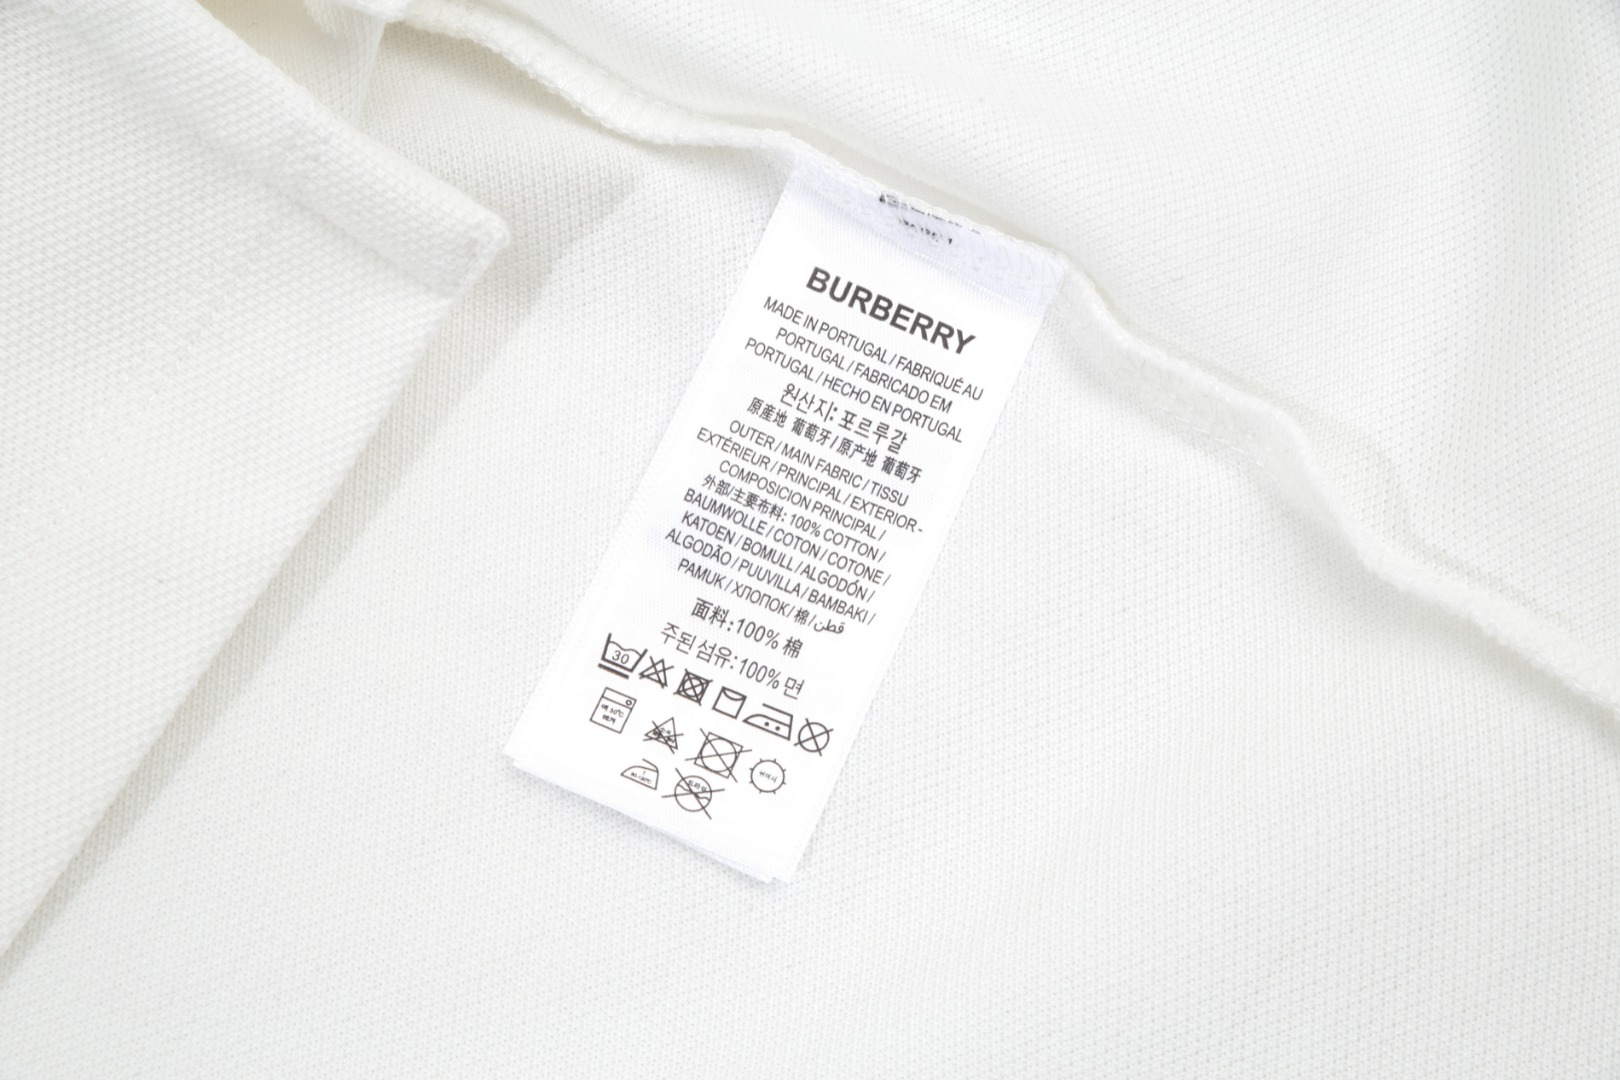 BURBERRY
MADE IN PORTUGAL / FABRIQUÉ AU
PORTUGAL / FABRICADO EM
PORTUGAL / HECHO EN PORTUGAL
원산지: 포르투갈
原產地 葡萄牙 / 原产地 葡萄牙
OUTER / MAIN FABRIC / TISSU
EXTÉRIEUR / PRINCIPAL / EXTERIOR-
COMPOSICION PRINCIPAL /
外部/主要布料: 100% COTTON /
BAUMWOLLE / COTON / COTONE /
KATOEN / BOMULL / ALGODÓN /
ALGODÃO / PUUVILLA / BAMBAKI /
PAMUK / ХЛОПОК / 棉 / قطن
面料: 100% 棉
주된 섬유: 100% 면
30